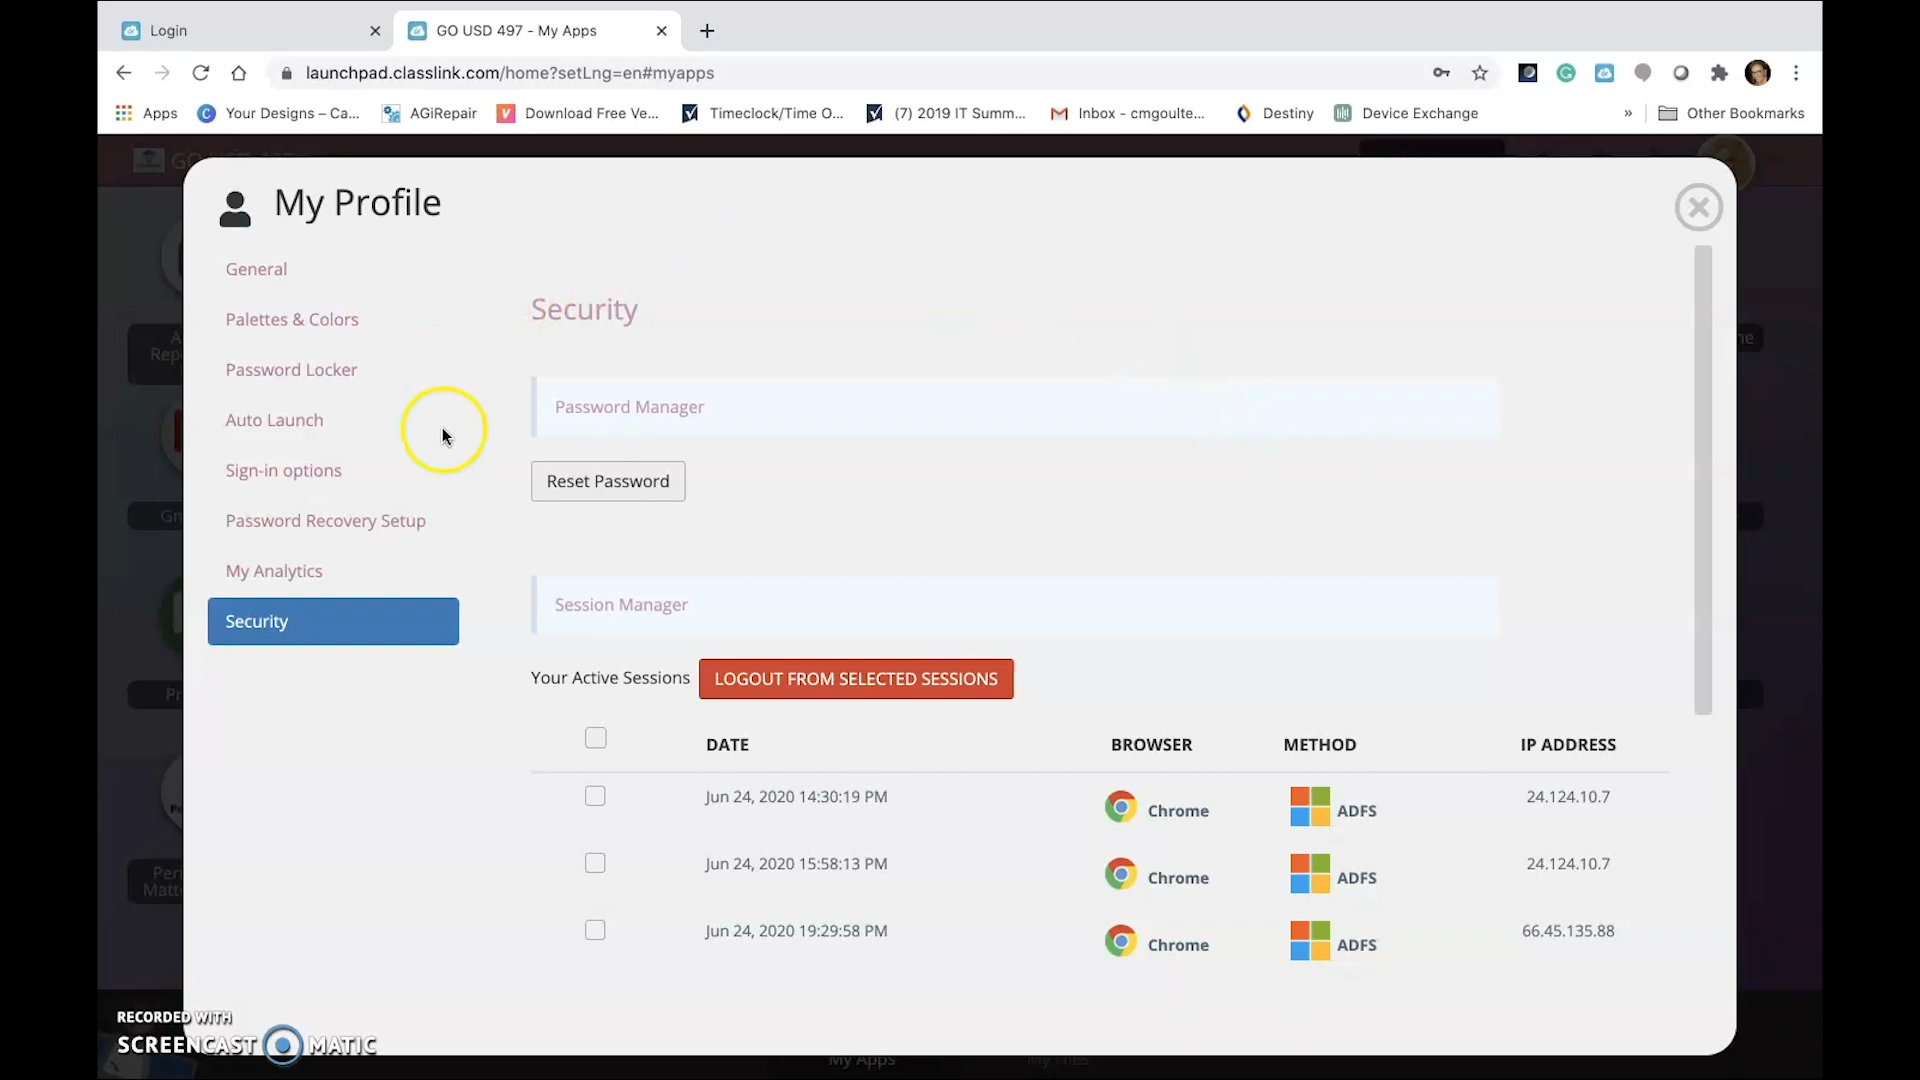 Login
GO USD 497 - My Apps
launchpad.classlink.com/home?setLng=en#myapps
Apps
Your Designs – Ca...
AGiRepair
Download Free Ve...
Timeclock/Time O...
(7) 2019 IT Summ...
Inbox - cmgoulte...
Destiny
Device Exchange
»
Other Bookmarks
My Profile
General
Palettes & Colors
Password Locker
Auto Launch
Sign-in options
Password Recovery Setup
My Analytics
Security
Security
Password Manager
Reset Password
Session Manager
Your Active Sessions LOGOUT FROM SELECTED SESSIONS
DATE BROWSER METHOD IP ADDRESS
Jun 24, 2020 14:30:19 PM Chrome ADFS 24.124.10.7
Jun 24, 2020 15:58:13 PM Chrome ADFS 24.124.10.7
Jun 24, 2020 19:29:58 PM Chrome ADFS 66.45.135.88
RECORDED WITH
SCREENCAST MATIC
My Apps
My Files